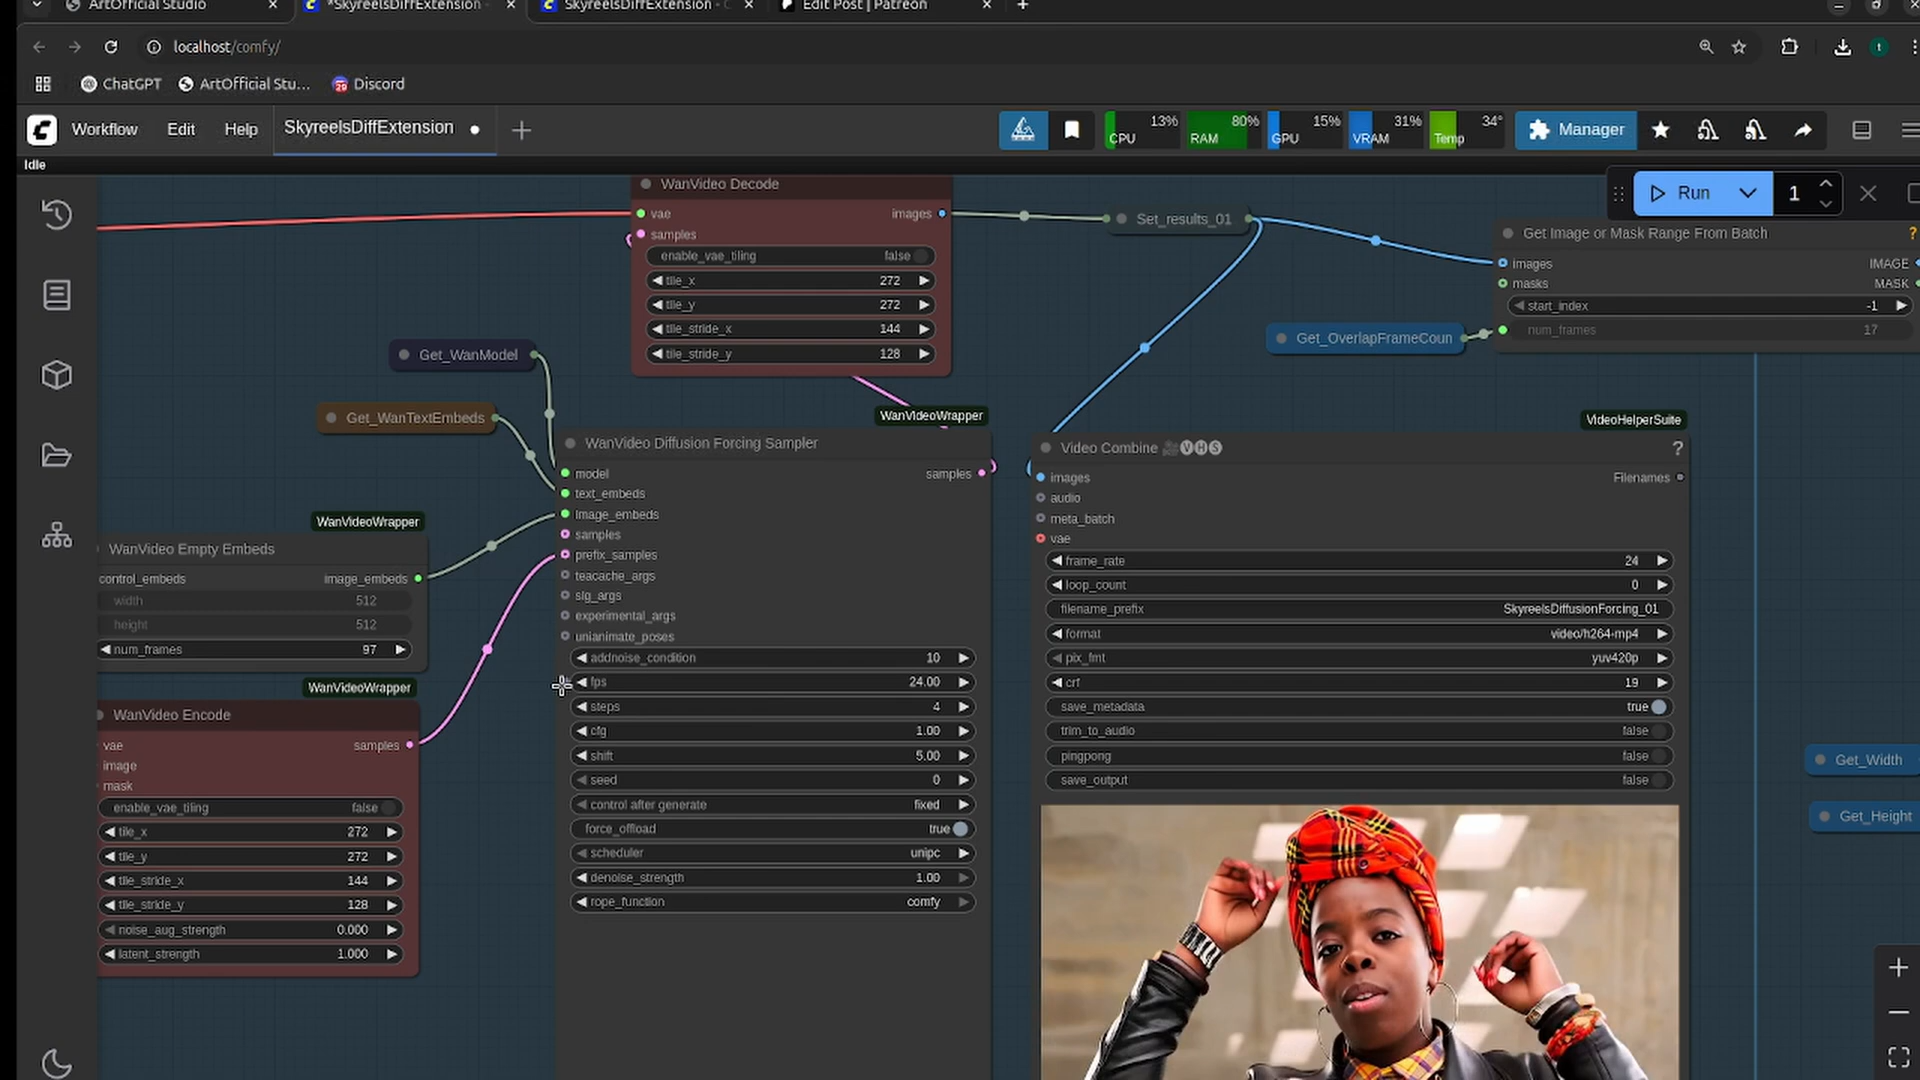 ArtOfficial Studio
*SkyreelsDiffExtension
SkyreelsDiffExtension
Edit Post | Patreon
localhost/comfy/
ChatGPT
ArtOfficial Stu...
Discord
Workflow
Edit
Help
SkyreelsDiffExtension
CPU
13%
RAM
80%
GPU
15%
VRAM
31%
Temp
34°
Manager
Idle
Run
1
WanVideo Decode
vae
images
samples
enable_vae_tiling false
tile_x 272
tile_y 272
tile_stride_x 144
tile_stride_y 128
Set_results_01
Get Image or Mask Range From Batch
?
images
IMAGE
masks
MASK
start_index -1
num_frames 17
Get_OverlapFrameCoun
Get_WanModel
Get_WanTextEmbeds
WanVideoWrapper
WanVideo Diffusion Forcing Sampler
model
samples
text_embeds
image_embeds
samples
prefix_samples
teacache_args
slg_args
experimental_args
unianimate_poses
addnoise_condition 10
fps 24.00
steps 4
cfg 1.00
shift 5.00
seed 0
control after generate fixed
force_offload true
scheduler unipc
denoise_strength 1.00
rope_function comfy
WanVideoWrapper
WanVideo Empty Embeds
control_embeds
image_embeds
width 512
height 512
num_frames 97
WanVideoWrapper
WanVideo Encode
vae
samples
image
mask
enable_vae_tiling false
tile_x 272
tile_y 272
tile_stride_x 144
tile_stride_y 128
noise_aug_strength 0.000
latent_strength 1.000
VideoHelperSuite
Video Combine 🎥🅥🅗🅢
?
images
Filenames
audio
meta_batch
vae
frame_rate 24
loop_count 0
filename_prefix SkyreelsDiffusionForcing_01
format video/h264-mp4
pix_fmt yuv420p
crf 19
save_metadata true
trim_to_audio false
pingpong false
save_output false
Get_Width
Get_Height